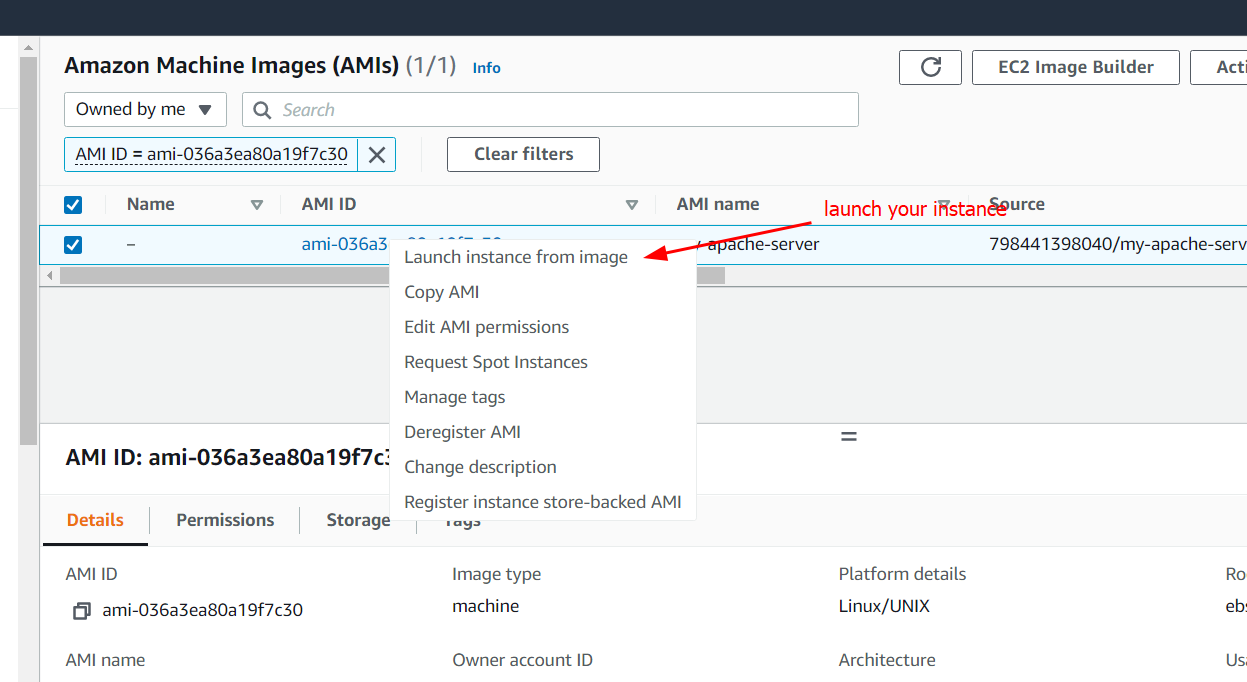 Amazon Machine Images (AMIs) (1/1) Info
EC2 Image Builder
Acti
Owned by me
Search
AMI ID = ami-036a3ea80a19f7c30
Clear filters
Name AMI ID AMI name Source
launch your instance
– ami-036a3 apache-server 798441398040/my-apache-serv
Launch instance from image
Copy AMI
Edit AMI permissions
Request Spot Instances
Manage tags
Deregister AMI
Change description
Register instance store-backed AMI
AMI ID: ami-036a3ea80a19f7c3
Details Permissions Storage Tags
AMI ID Image type Platform details Ro
ami-036a3ea80a19f7c30 machine Linux/UNIX ebs
AMI name Owner account ID Architecture Usa